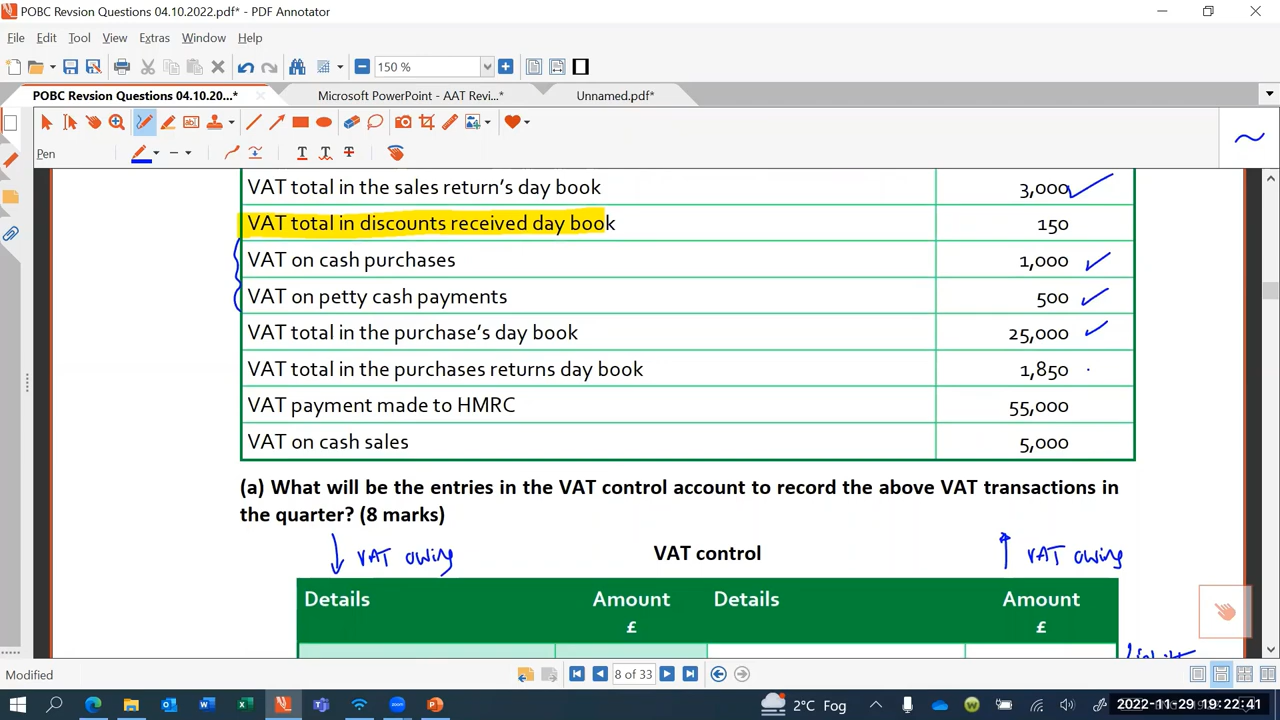 POBC Revsion Questions 04.10.2022.pdf* - PDF Annotator
File Edit Tool View Extras Window Help
150 %
POBC Revsion Questions 04.10.20...* Microsoft PowerPoint - AAT Revi...* Unnamed.pdf*
Pen
VAT total in the sales return's day book 3,000
VAT total in discounts received day book 150
VAT on cash purchases 1,000
VAT on petty cash payments 500
VAT total in the purchase's day book 25,000
VAT total in the purchases returns day book 1,850
VAT payment made to HMRC 55,000
VAT on cash sales 5,000
(a) What will be the entries in the VAT control account to record the above VAT transactions in
the quarter? (8 marks)
VAT owing VAT control VAT owing
Details Amount Details Amount
£ £
Modified 8 of 33
2°C Fog 2022-11-29 19:22:41